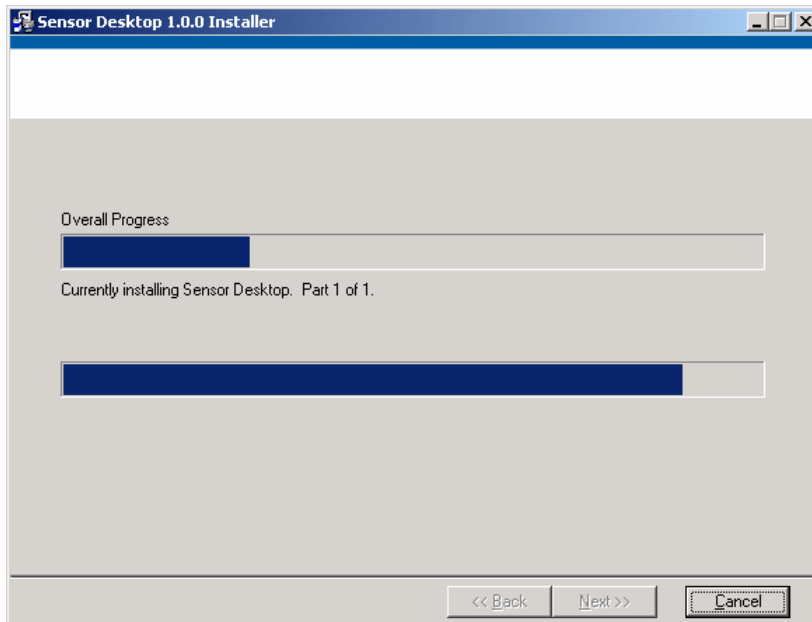 Sensor Desktop 1.0.0 Installer
Overall Progress
Currently installing Sensor Desktop.  Part 1 of 1.
<< Back
Next >>
Cancel